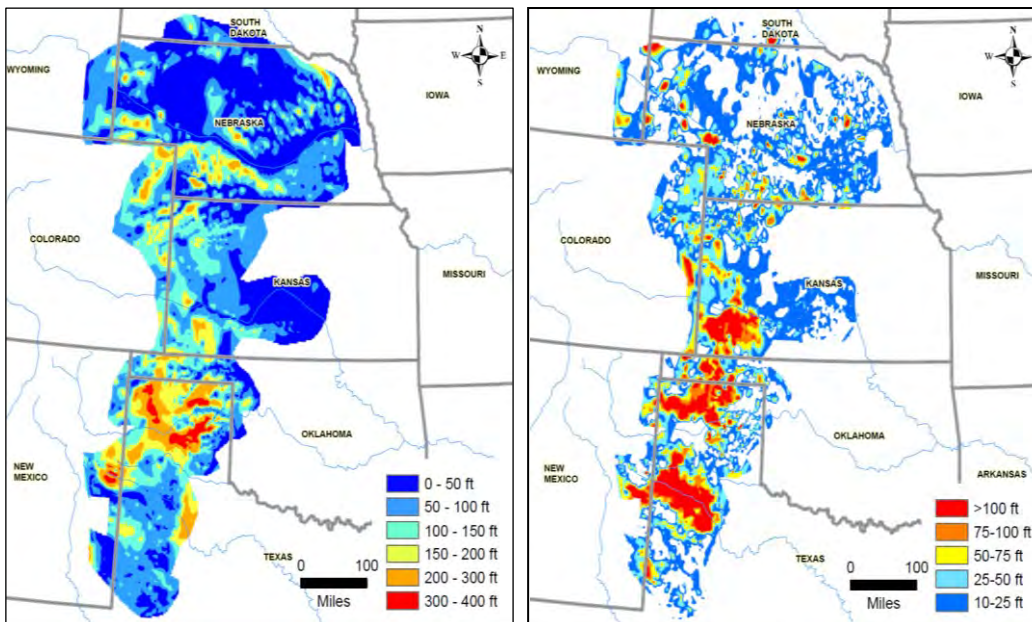 SOUTH
DAKOTA
N
W E
S
WYOMING
IOWA
NEBRASKA
COLORADO
MISSOURI
KANSAS
OKLAHOMA
NEW
MEXICO
TEXAS
0 100
Miles
0 - 50 ft
50 - 100 ft
100 - 150 ft
150 - 200 ft
200 - 300 ft
300 - 400 ft
SOUTH
DAKOTA
N
W E
S
WYOMING
IOWA
NEBRASKA
COLORADO
MISSOURI
KANSAS
OKLAHOMA
NEW
MEXICO
ARKANSAS
TEXAS
0 100
Miles
>100 ft
75-100 ft
50-75 ft
25-50 ft
10-25 ft